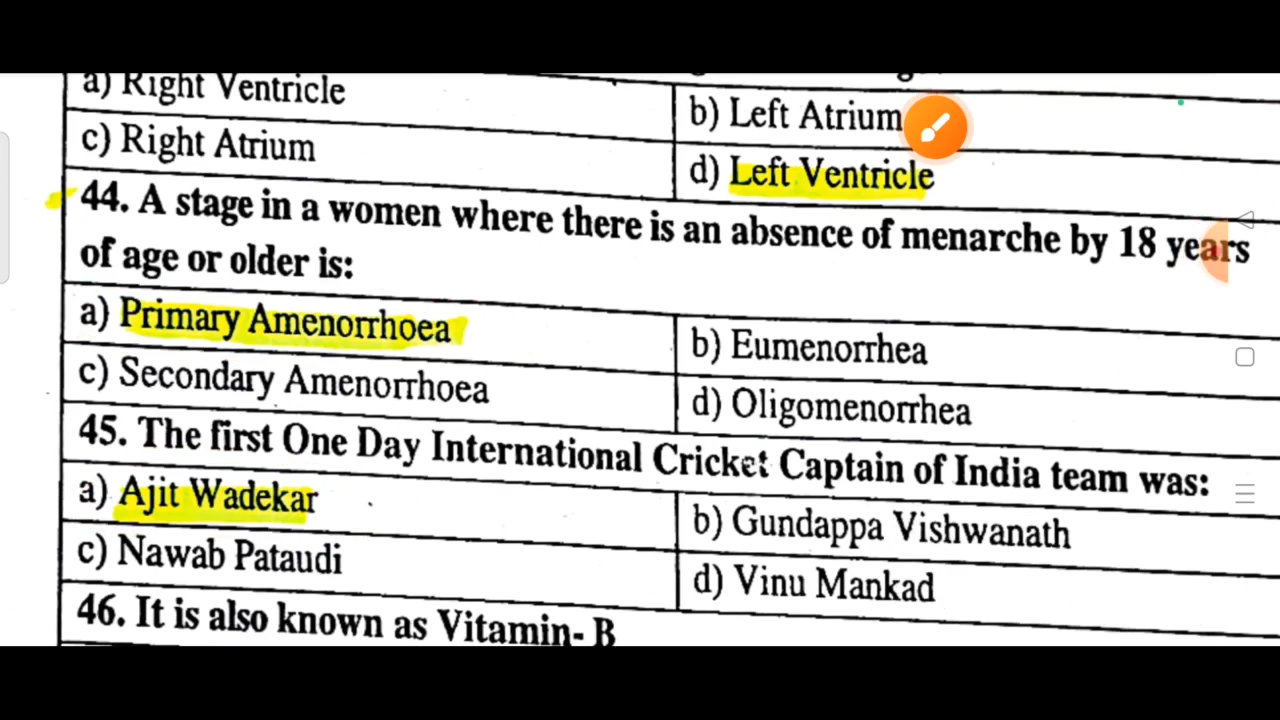 a) Right Ventricle
b) Left Atrium
c) Right Atrium
d) Left Ventricle
44. A stage in a women where there is an absence of menarche by 18 years
of age or older is:
a) Primary Amenorrhoea
b) Eumenorrhea
c) Secondary Amenorrhoea
d) Oligomenorrhea
45. The first One Day International Cricket Captain of India team was:
a) Ajit Wadekar
b) Gundappa Vishwanath
c) Nawab Pataudi
d) Vinu Mankad
46. It is also known as Vitamin- B